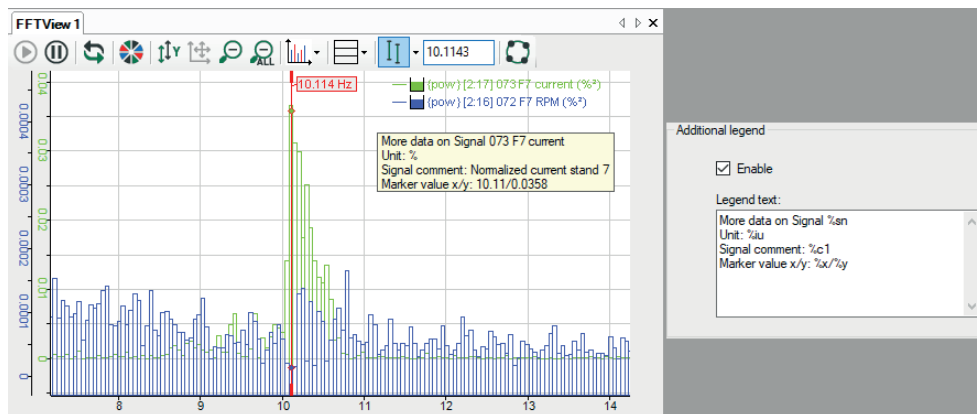 FFTView 1
Y
ALL
10.1143
10.114 Hz
{pow} [2:17] 073 F7 current (%²)
{pow} [2:16] 072 F7 RPM (%²)
More data on Signal 073 F7 current
Unit: %
Signal comment: Normalized current stand 7
Marker value x/y: 10.11/0.0358
0.04
0.03
0.02
0.01
0
0.0004
0.0003
0.0002
0.0001
0
8
9
10
11
12
13
14
Additional legend
Enable
Legend text:
More data on Signal %sn
Unit: %iu
Signal comment: %c1
Marker value x/y: %x/%y